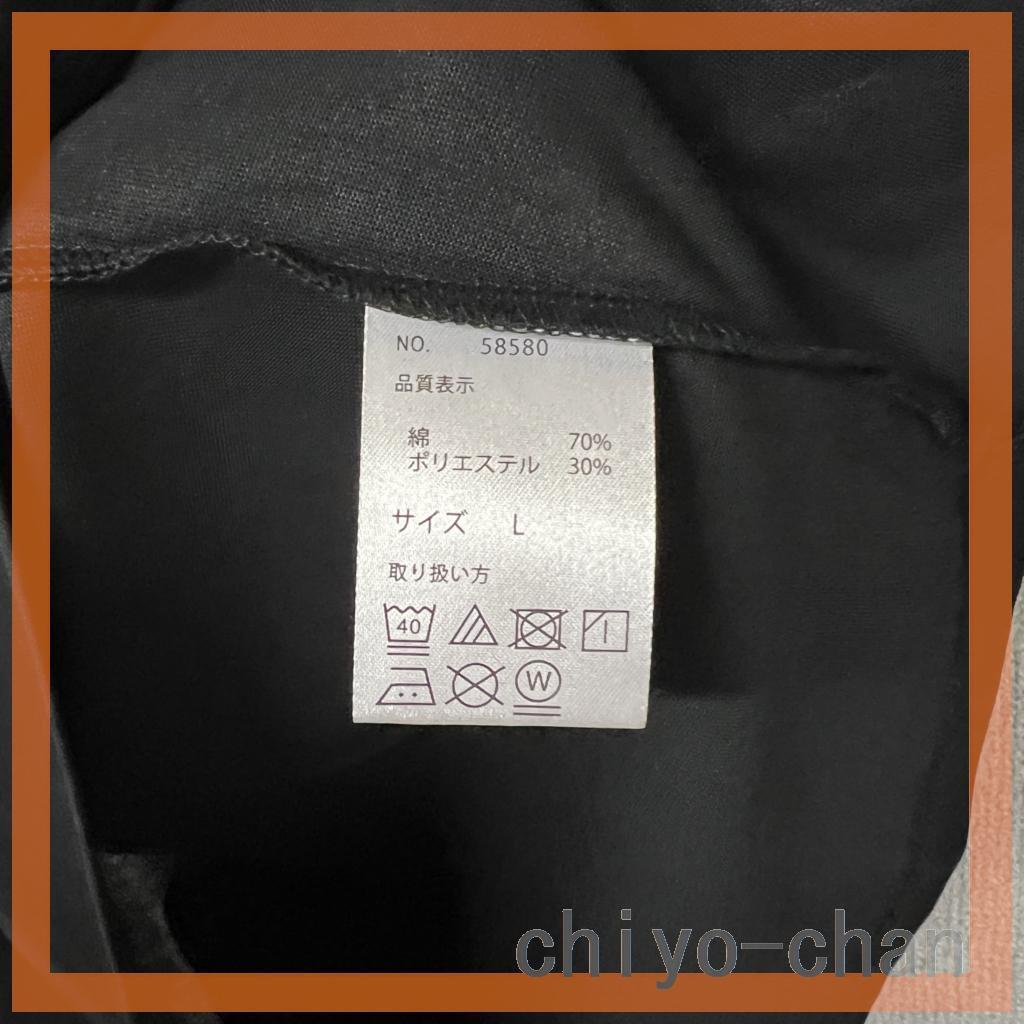 NO. 58580
品質表示
綿 70%
ポリエステル 30%
サイズ L
取り扱い方
40
W
chiyo-chan